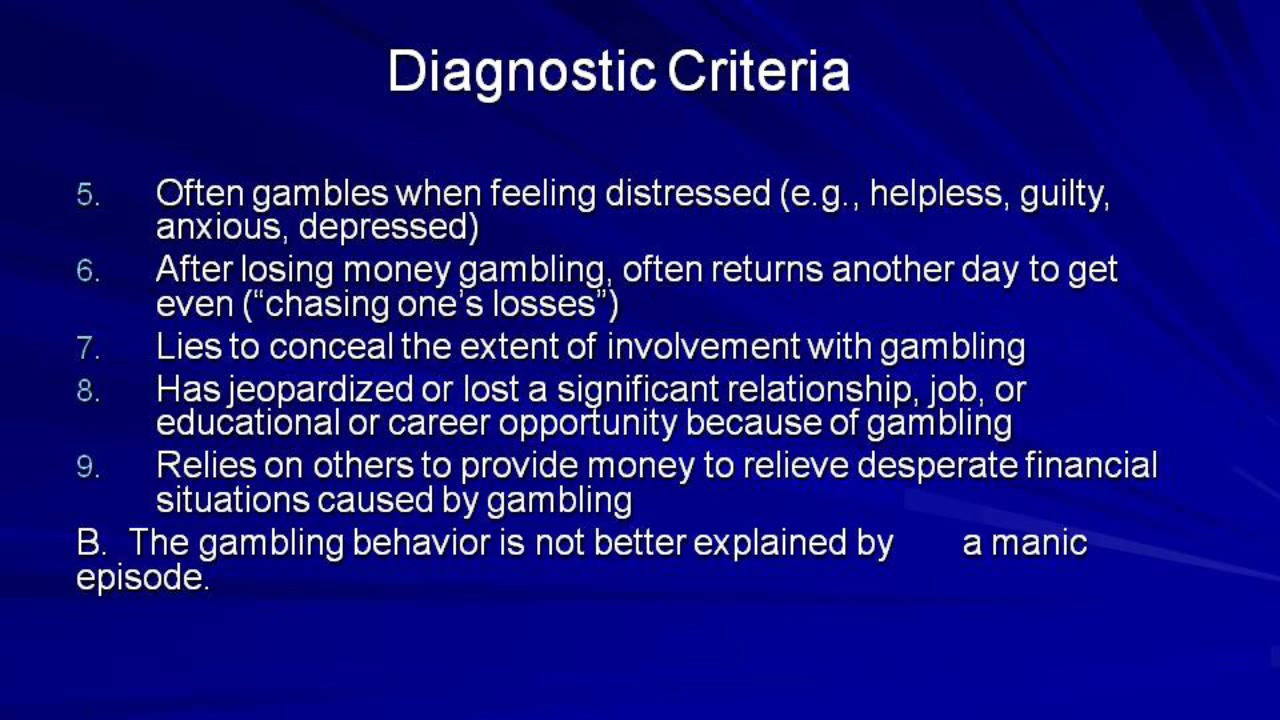 Diagnostic Criteria
5. Often gambles when feeling distressed (e.g., helpless, guilty,
anxious, depressed)
6. After losing money gambling, often returns another day to get
even (“chasing one’s losses”)
7. Lies to conceal the extent of involvement with gambling
8. Has jeopardized or lost a significant relationship, job, or
educational or career opportunity because of gambling
9. Relies on others to provide money to relieve desperate financial
situations caused by gambling
B. The gambling behavior is not better explained by a manic
episode.